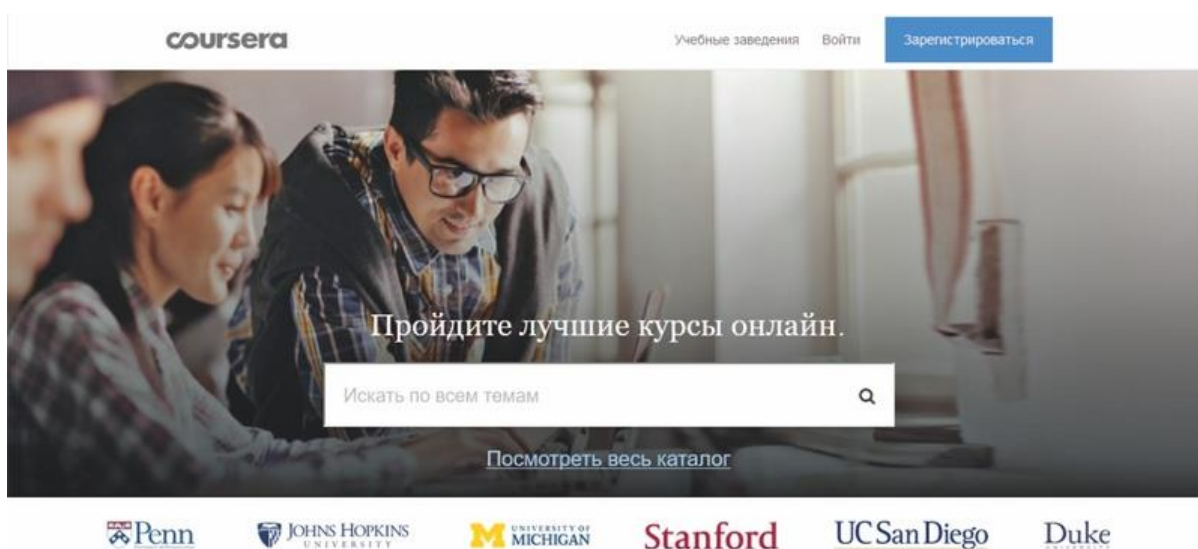 coursera
Учебные заведения Войти Зарегистрироваться
Пройдите лучшие курсы онлайн.
Искать по всем темам
Посмотреть весь каталог
Penn
JOHNS HOPKINS
UNIVERSITY
UNIVERSITY OF
MICHIGAN
Stanford
UC San Diego
Duke